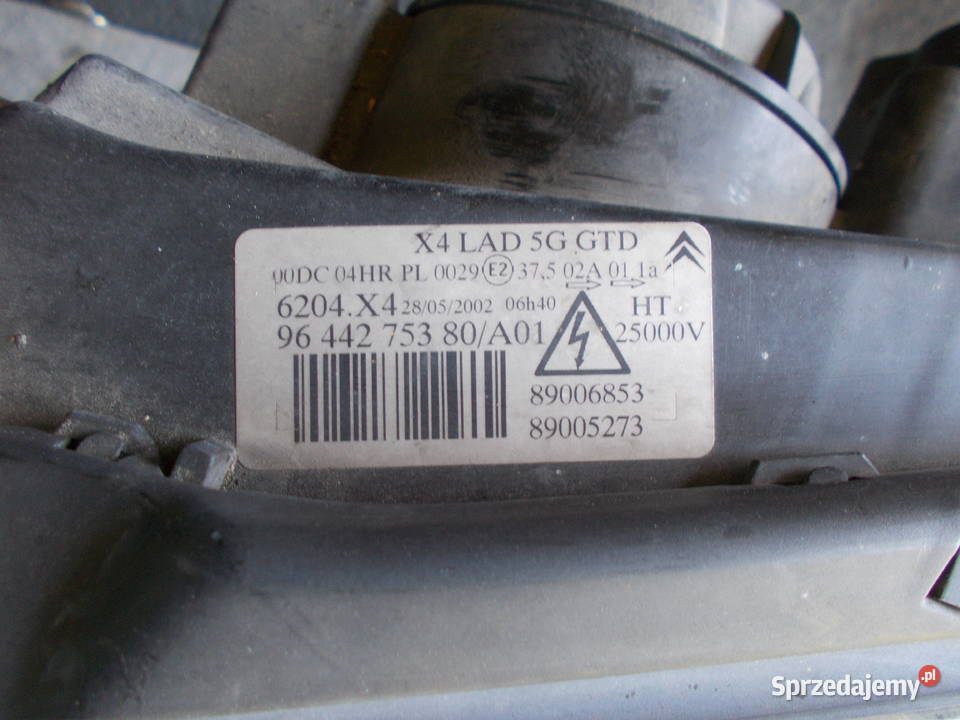 X4 LAD 5G GTD
00DC 04HR PL 0029 E2 37,5 02A 01 1a
6204.X4 28/05/2002 06h40 HT
96 442 753 80/A01 25000V
89006853
89005273
Sprzedajemy.pl